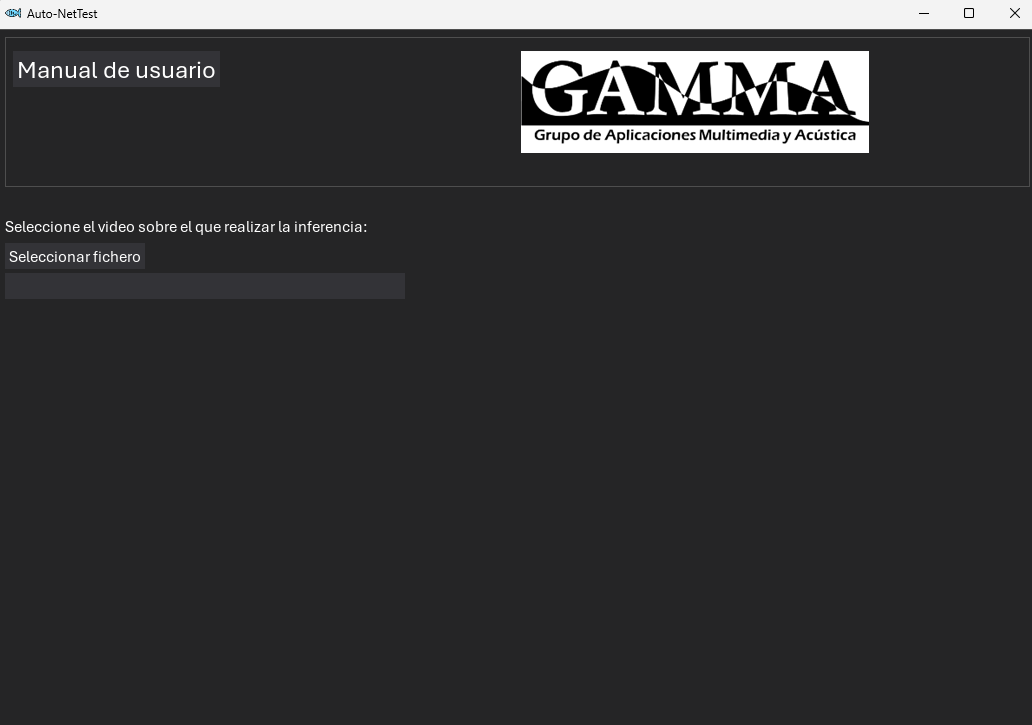 Auto-NetTest
Manual de usuario
GAMMA
Grupo de Aplicaciones Multimedia y Acústica
Seleccione el video sobre el que realizar la inferencia:
Seleccionar fichero